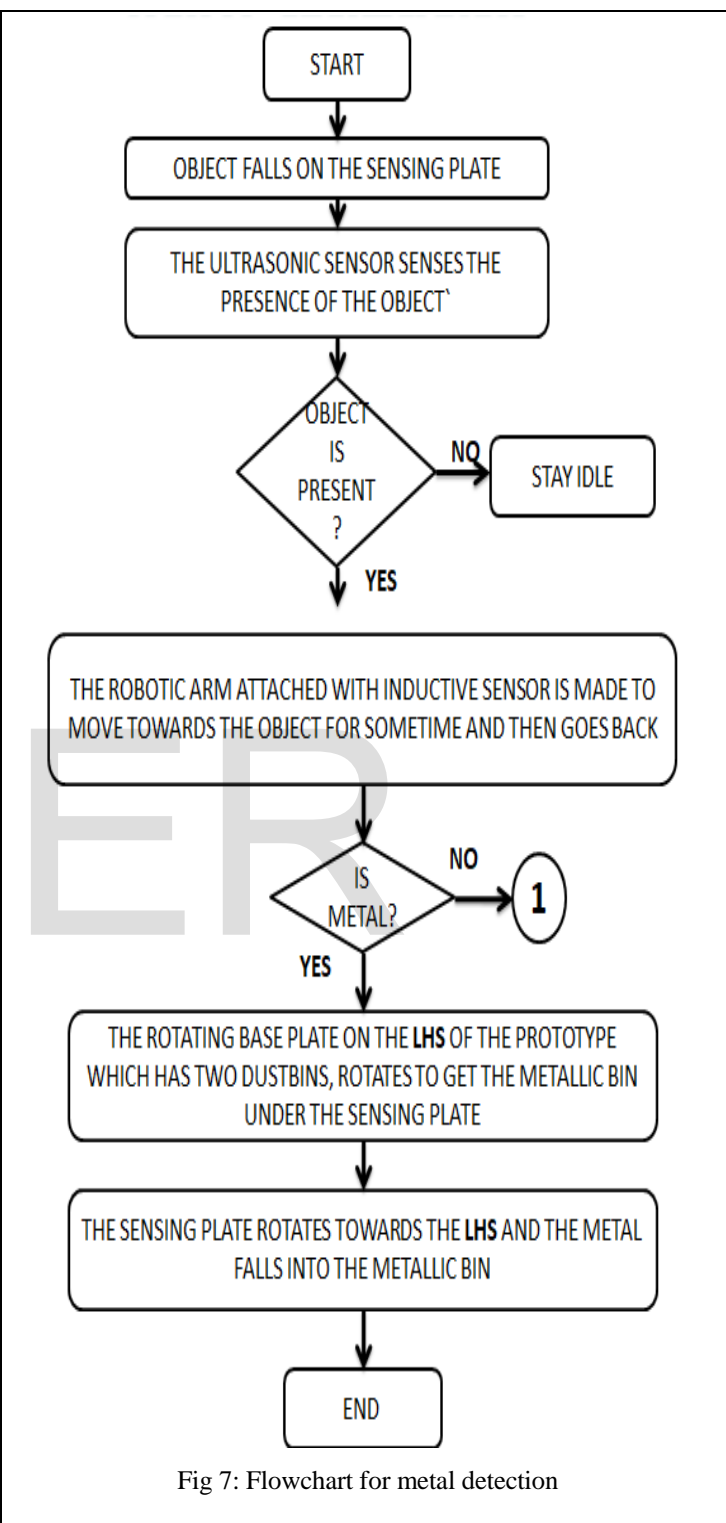 START
OBJECT FALLS ON THE SENSING PLATE
THE ULTRASONIC SENSOR SENSES THE
PRESENCE OF THE OBJECT`
OBJECT
IS
PRESENT
?
NO
STAY IDLE
YES
THE ROBOTIC ARM ATTACHED WITH INDUCTIVE SENSOR IS MADE TO
MOVE TOWARDS THE OBJECT FOR SOMETIME AND THEN GOES BACK
ER
IS
METAL?
NO
1
YES
THE ROTATING BASE PLATE ON THE LHS OF THE PROTOTYPE
WHICH HAS TWO DUSTBINS, ROTATES TO GET THE METALLIC BIN
UNDER THE SENSING PLATE
THE SENSING PLATE ROTATES TOWARDS THE LHS AND THE METAL
FALLS INTO THE METALLIC BIN
END
Fig 7: Flowchart for metal detection